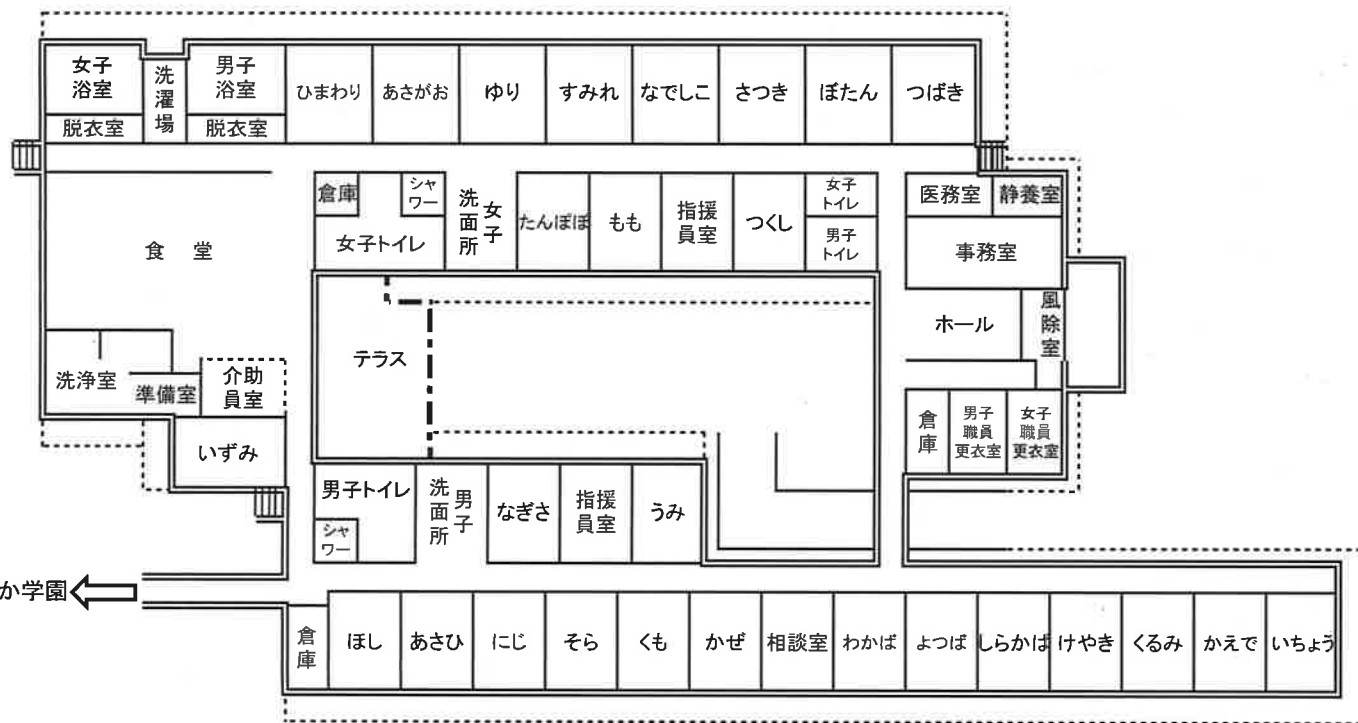 女子
浴室
脱衣室
洗濯場
男子
浴室
脱衣室
ひまわり
あさがお
ゆり
すみれ
なでしこ
さつき
ぼたん
つばき
倉庫
シャ
ワー
女子トイレ
女子
洗面所
たんぽぽ
もも
指援
員室
つくし
女子
トイレ
男子
トイレ
医務室
静養室
事務室
食 堂
ホール
風除室
テラス
洗浄室
準備室
介助
員室
いずみ
倉庫
男子
職員
更衣室
女子
職員
更衣室
男子トイレ
シャ
ワー
男子
洗面所
なぎさ
指援
員室
うみ
か学園
倉庫
ほし
あさひ
にじ
そら
くも
かぜ
相談室
わかば
よつば
しらかば
けやき
くるみ
かえで
いちょう